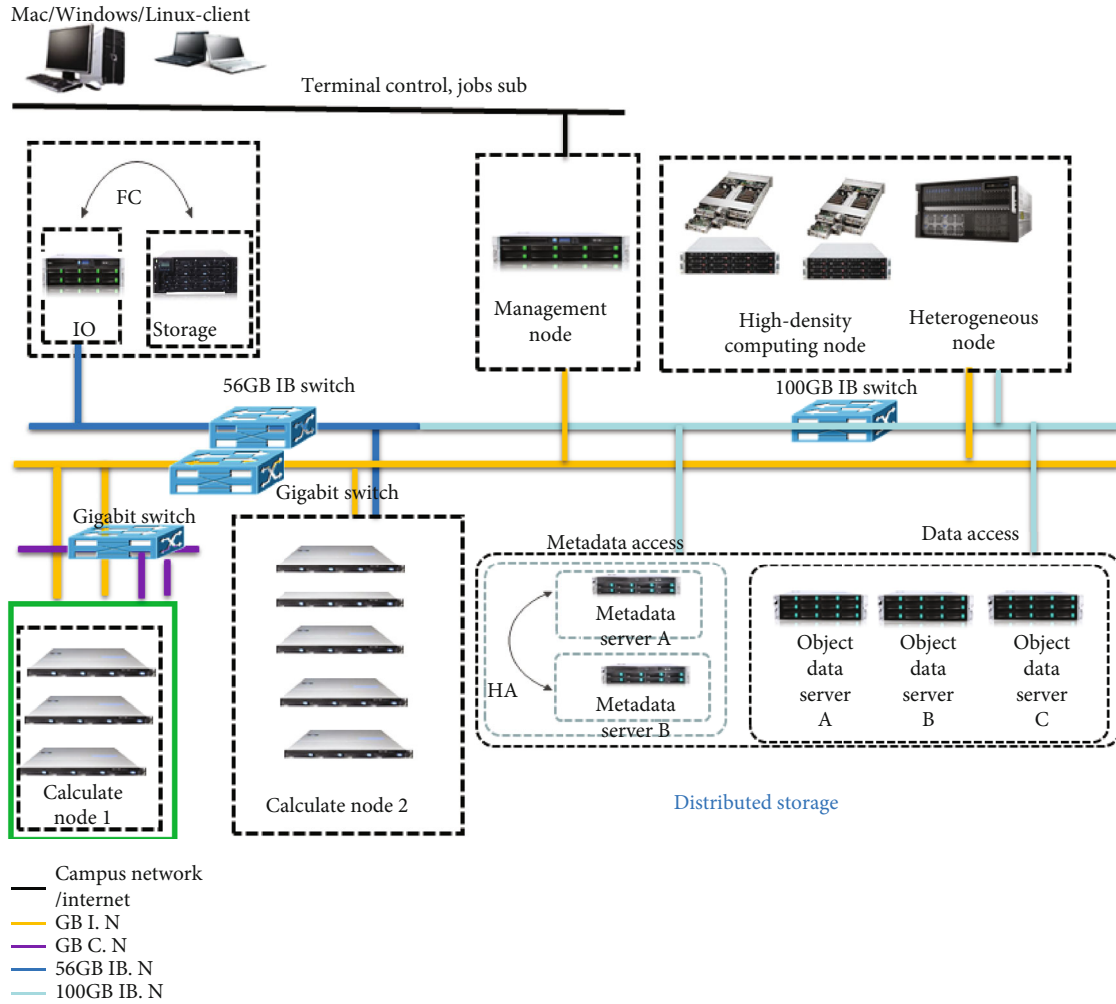 Mac/Windows/Linux-client
Terminal control, jobs sub
FC
IO
Storage
Management
node
High-density
computing node
Heterogeneous
node
56GB IB switch
100GB IB switch
Gigabit switch
Gigabit switch
Metadata access
Data access
Calculate
node 1
Calculate node 2
HA
Metadata
server A
Metadata
server B
Object
data
server
A
Object
data
server
B
Object
data
server
C
Distributed storage
Campus network
/internet
GB I. N
GB C. N
56GB IB. N
100GB IB. N